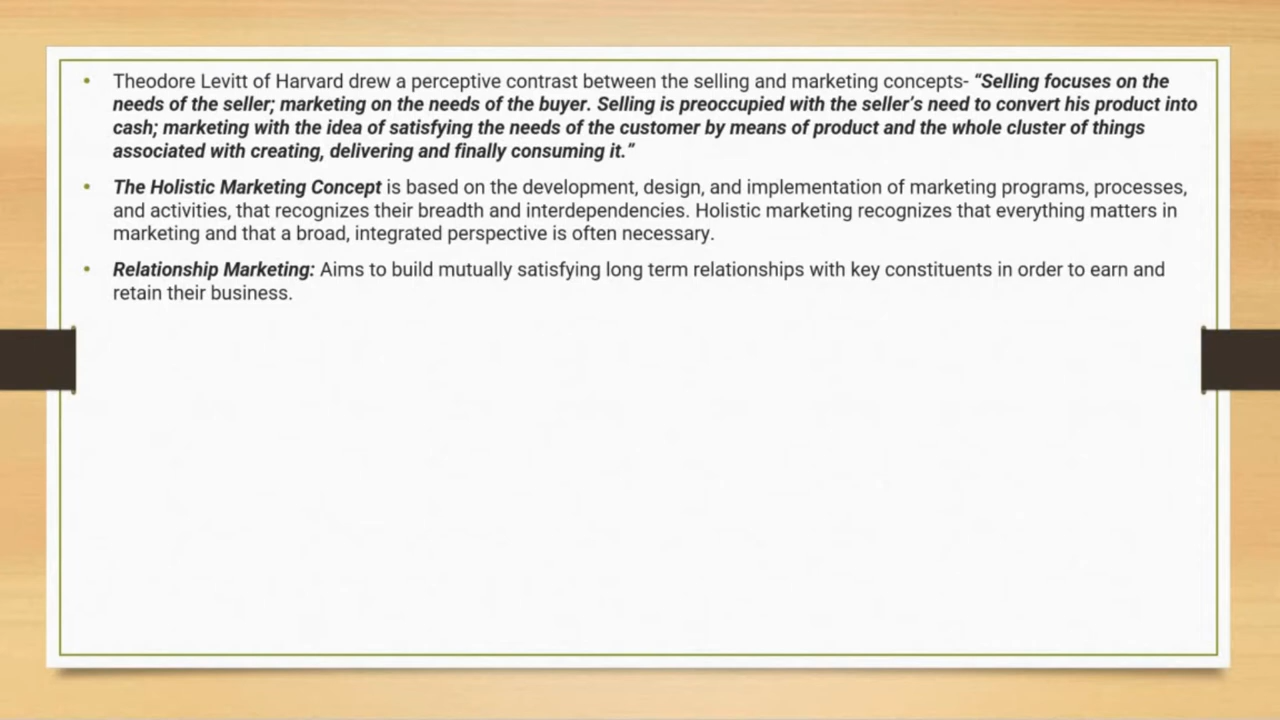 • Theodore Levitt of Harvard drew a perceptive contrast between the selling and marketing concepts- “Selling focuses on the
needs of the seller; marketing on the needs of the buyer. Selling is preoccupied with the seller’s need to convert his product into
cash; marketing with the idea of satisfying the needs of the customer by means of product and the whole cluster of things
associated with creating, delivering and finally consuming it.”
• The Holistic Marketing Concept is based on the development, design, and implementation of marketing programs, processes,
and activities, that recognizes their breadth and interdependencies. Holistic marketing recognizes that everything matters in
marketing and that a broad, integrated perspective is often necessary.
• Relationship Marketing: Aims to build mutually satisfying long term relationships with key constituents in order to earn and
retain their business.